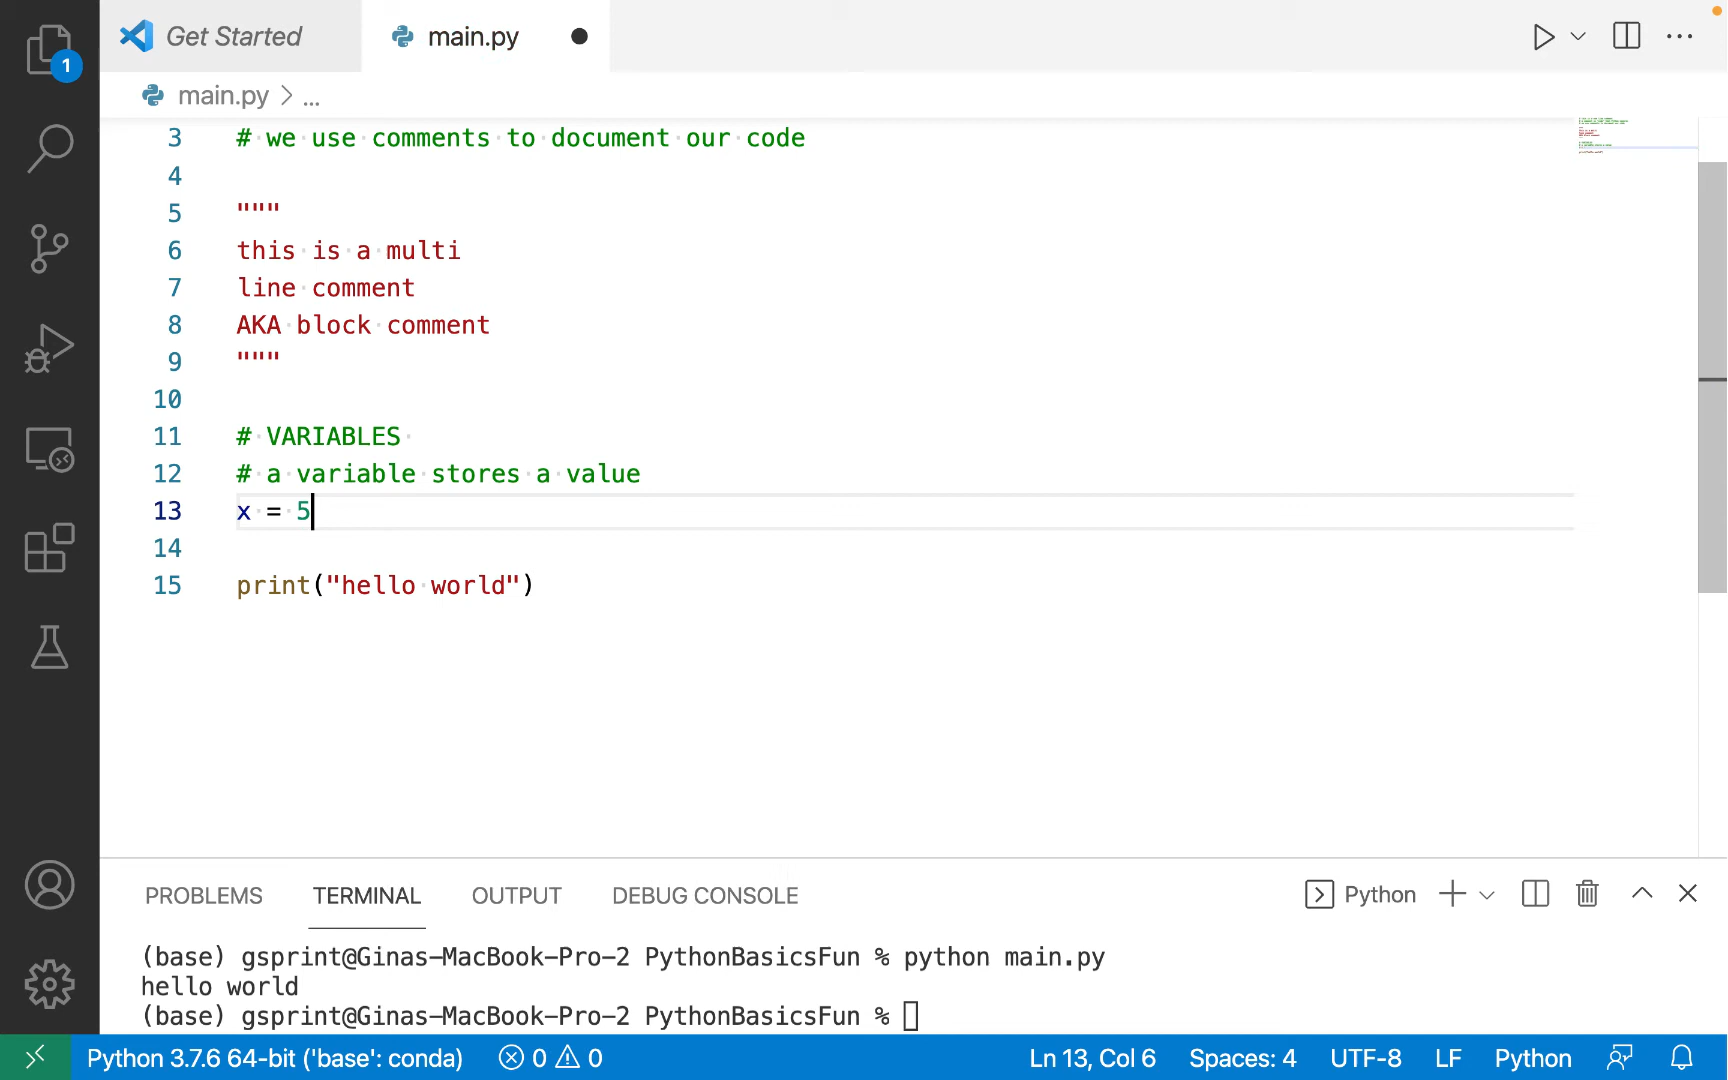 Get Started
main.py
1
main.py > ...
3 # we use comments to document our code
4
5 """
6 this is a multi
7 line comment
8 AKA block comment
9 """
10
11 # VARIABLES
12 # a variable stores a value
13 x = 5
14
15 print("hello world")
PROBLEMS TERMINAL OUTPUT DEBUG CONSOLE Python
(base) gsprint@Ginas-MacBook-Pro-2 PythonBasicsFun % python main.py
hello world
(base) gsprint@Ginas-MacBook-Pro-2 PythonBasicsFun %
Python 3.7.6 64-bit ('base': conda) 0 0 Ln 13, Col 6 Spaces: 4 UTF-8 LF Python